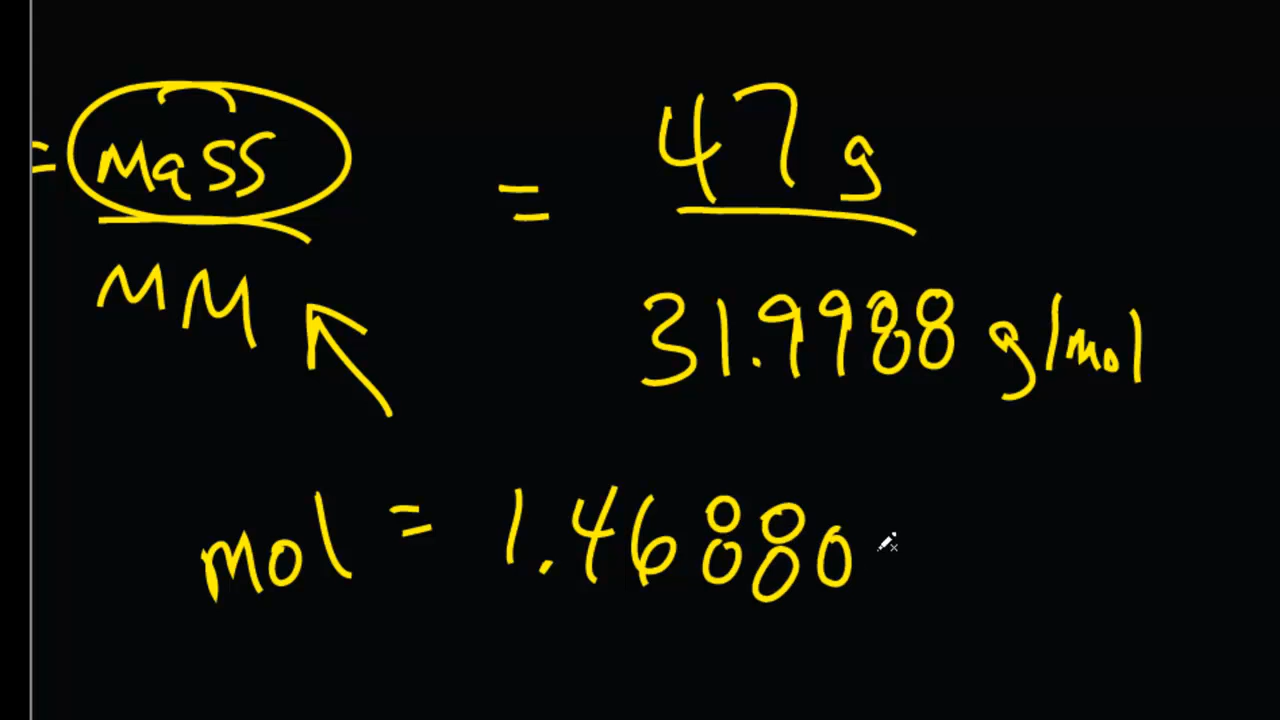 = mass = 47 g
MM 31.9988 g/mol
mol = 1.46880